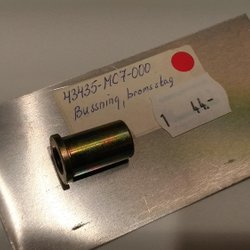 43435-MC7-000
Bussning, bromsstag
1 44.-